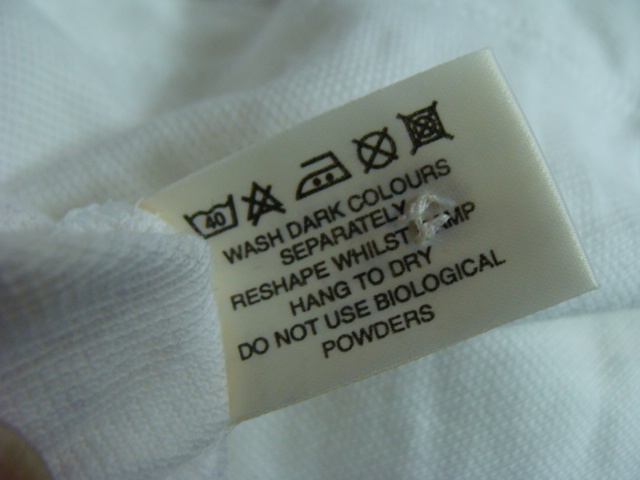 40
WASH DARK COLOURS
SEPARATELY
RESHAPE WHILST
HANG TO DRY
DO NOT USE BIOLOGICAL
POWDERS